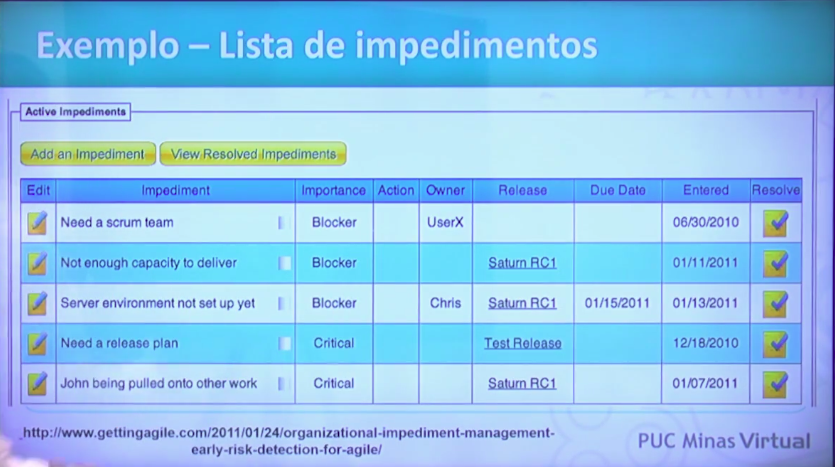 Exemplo – Lista de impedimentos
Active Impediments
Add an Impediment View Resolved Impediments
Edit Impediment Importance Action Owner Release Due Date Entered Resolve
Need a scrum team Blocker UserX 06/30/2010
Not enough capacity to deliver Blocker Saturn RC1 01/11/2011
Server environment not set up yet Blocker Chris Saturn RC1 01/15/2011 01/13/2011
Need a release plan Critical Test Release 12/18/2010
John being pulled onto other work Critical Saturn RC1 01/07/2011
http://www.gettingagile.com/2011/01/24/organizational-impediment-management-
early-risk-detection-for-agile/
PUC Minas Virtual